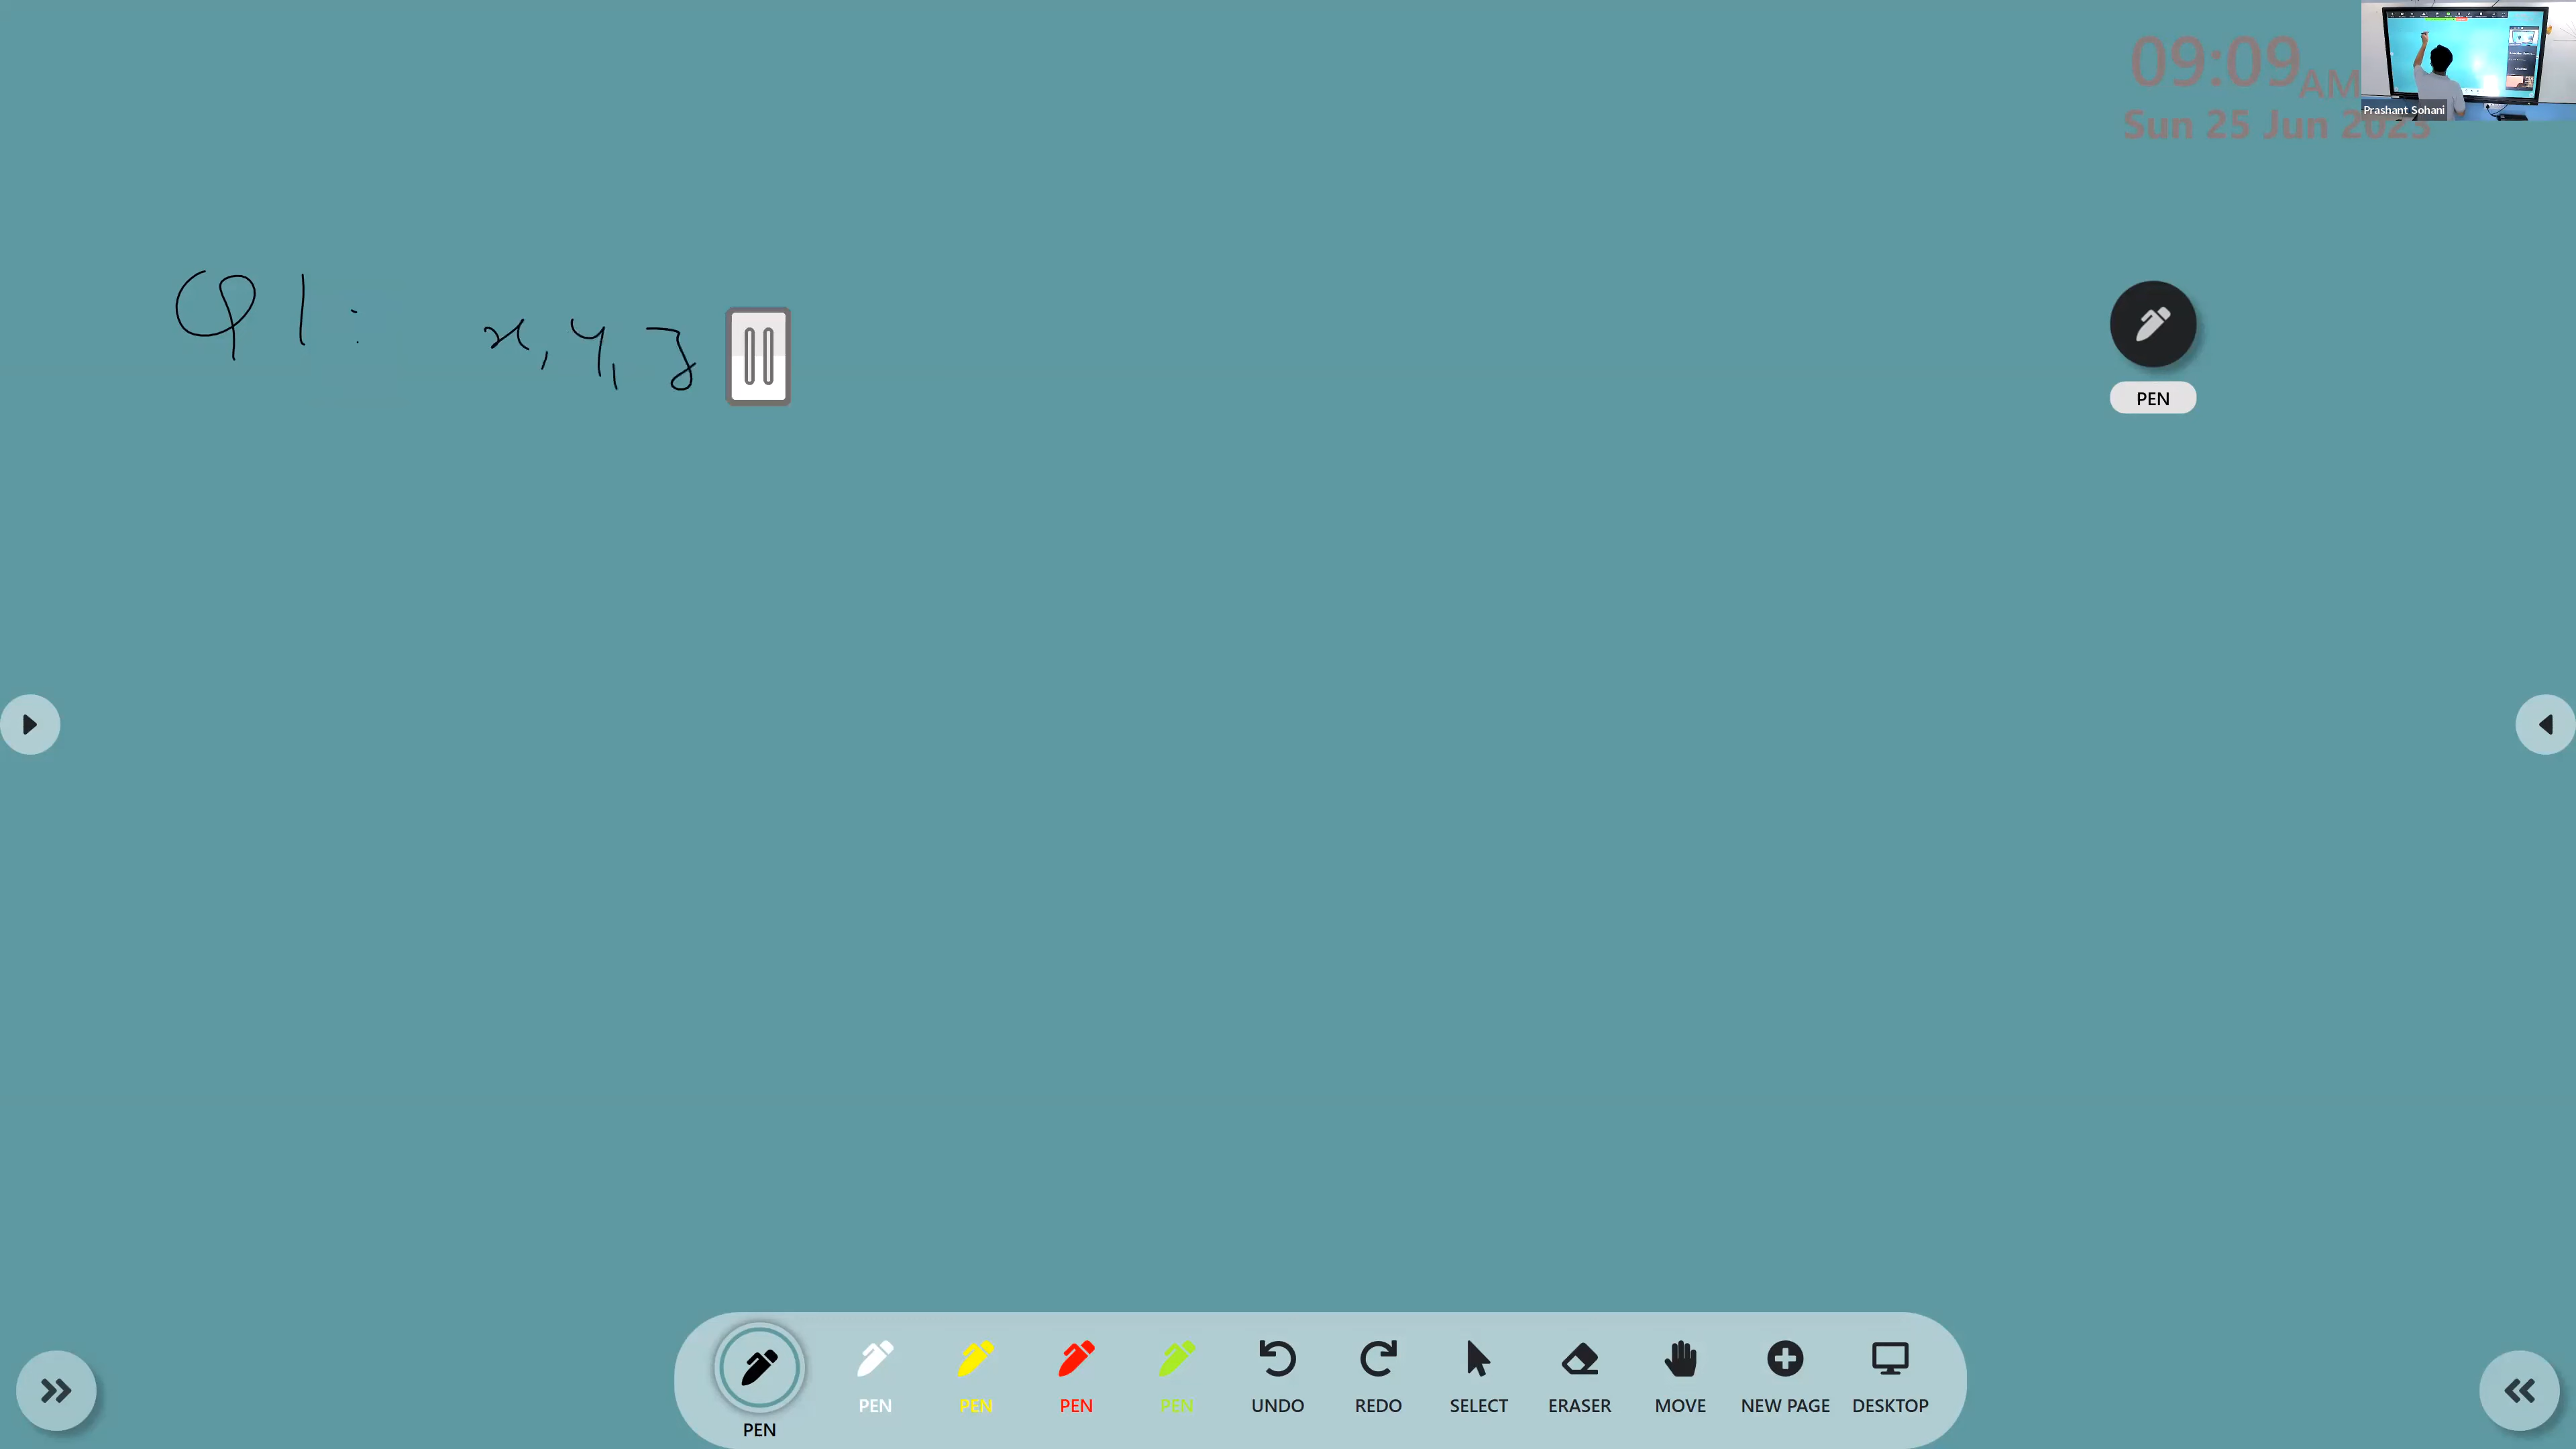 09:09 AM
Sun 25 Jun 2023
Prashant Sohani
Q1: x, y, z
PEN
PEN
PEN
PEN
PEN
PEN
UNDO
REDO
SELECT
ERASER
MOVE
NEW PAGE
DESKTOP